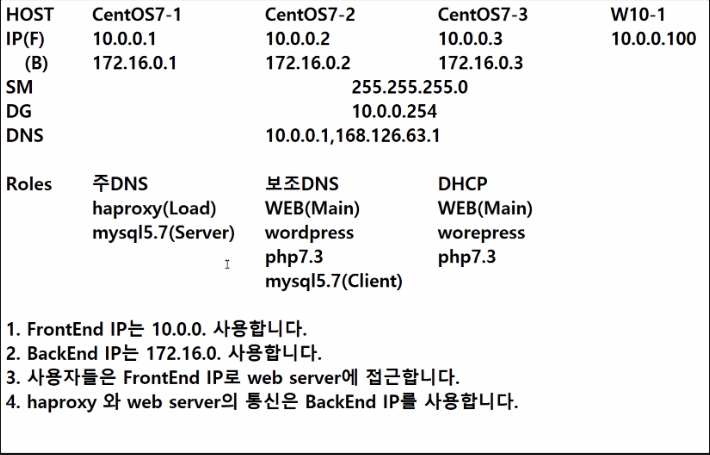 HOST CentOS7-1 CentOS7-2 CentOS7-3 W10-1
IP(F) 10.0.0.1 10.0.0.2 10.0.0.3 10.0.0.100
(B) 172.16.0.1 172.16.0.2 172.16.0.3
SM 255.255.255.0
DG 10.0.0.254
DNS 10.0.0.1,168.126.63.1
Roles 주DNS 보조DNS DHCP
haproxy(Load) WEB(Main) WEB(Main)
mysql5.7(Server) wordpress worepress
php7.3 php7.3
mysql5.7(Client)
1. FrontEnd IP는 10.0.0. 사용합니다.
2. BackEnd IP는 172.16.0. 사용합니다.
3. 사용자들은 FrontEnd IP로 web server에 접근합니다.
4. haproxy 와 web server의 통신은 BackEnd IP를 사용합니다.